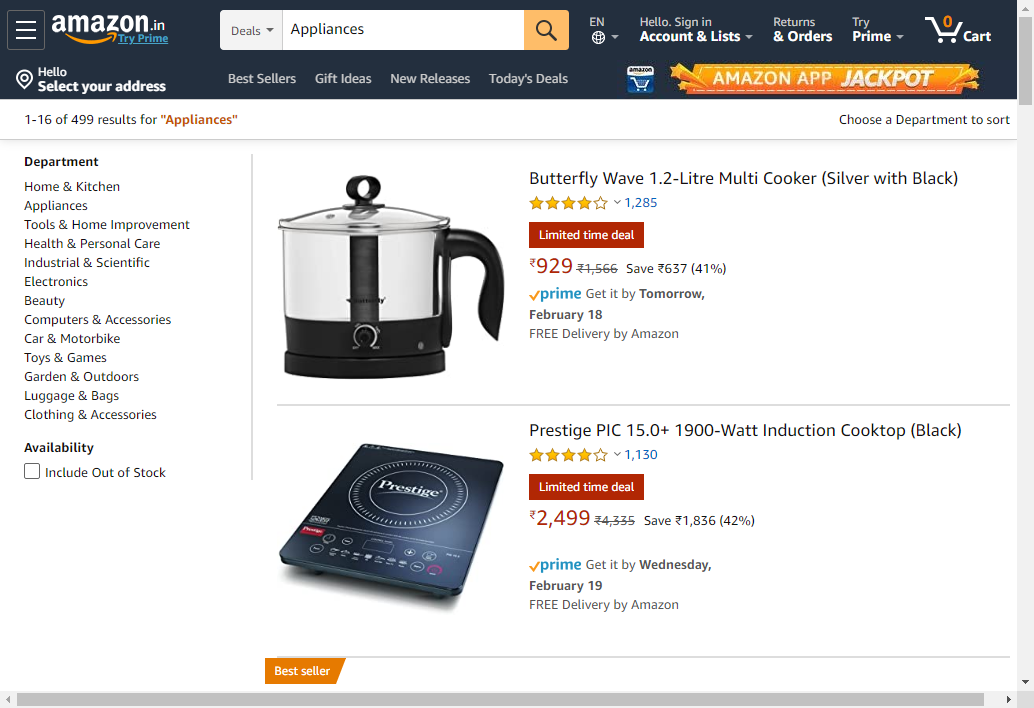 amazon.in
Try Prime
Deals
Appliances
EN
Hello. Sign in
Account & Lists
Returns
& Orders
Try
Prime
0
Cart
Hello
Select your address
Best Sellers
Gift Ideas
New Releases
Today's Deals
amazon
AMAZON APP JACKPOT
1-16 of 499 results for "Appliances"
Choose a Department to sort
Department
Home & Kitchen
Appliances
Tools & Home Improvement
Health & Personal Care
Industrial & Scientific
Electronics
Beauty
Computers & Accessories
Car & Motorbike
Toys & Games
Garden & Outdoors
Luggage & Bags
Clothing & Accessories
Availability
Include Out of Stock
Butterfly
Butterfly Wave 1.2-Litre Multi Cooker (Silver with Black)
1,285
Limited time deal
₹929 ₹1,566 Save ₹637 (41%)
prime Get it by Tomorrow,
February 18
FREE Delivery by Amazon
Prestige
Prestige
Prestige PIC 15.0+ 1900-Watt Induction Cooktop (Black)
1,130
Limited time deal
₹2,499 ₹4,335 Save ₹1,836 (42%)
prime Get it by Wednesday,
February 19
FREE Delivery by Amazon
Best seller